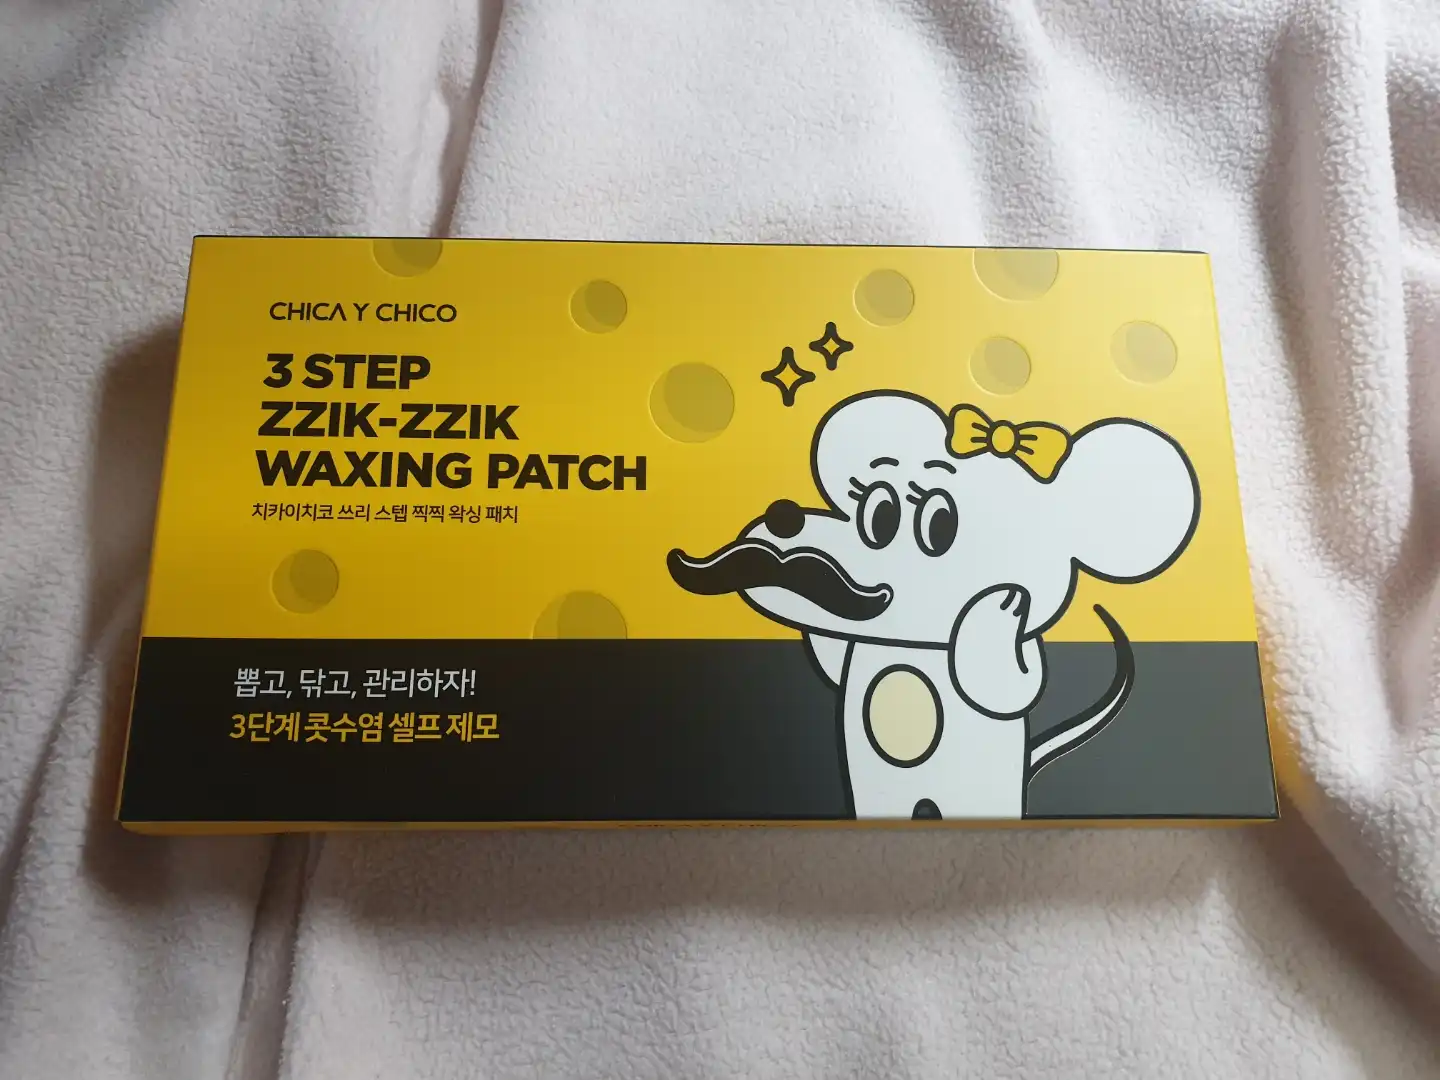 CHICA Y CHICO
3 STEP
ZZIK-ZZIK
WAXING PATCH
치카이치코 쓰리 스텝 찍찍 왁싱 패치
뽑고, 닦고, 관리하자!
3단계 콧수염 셀프 제모